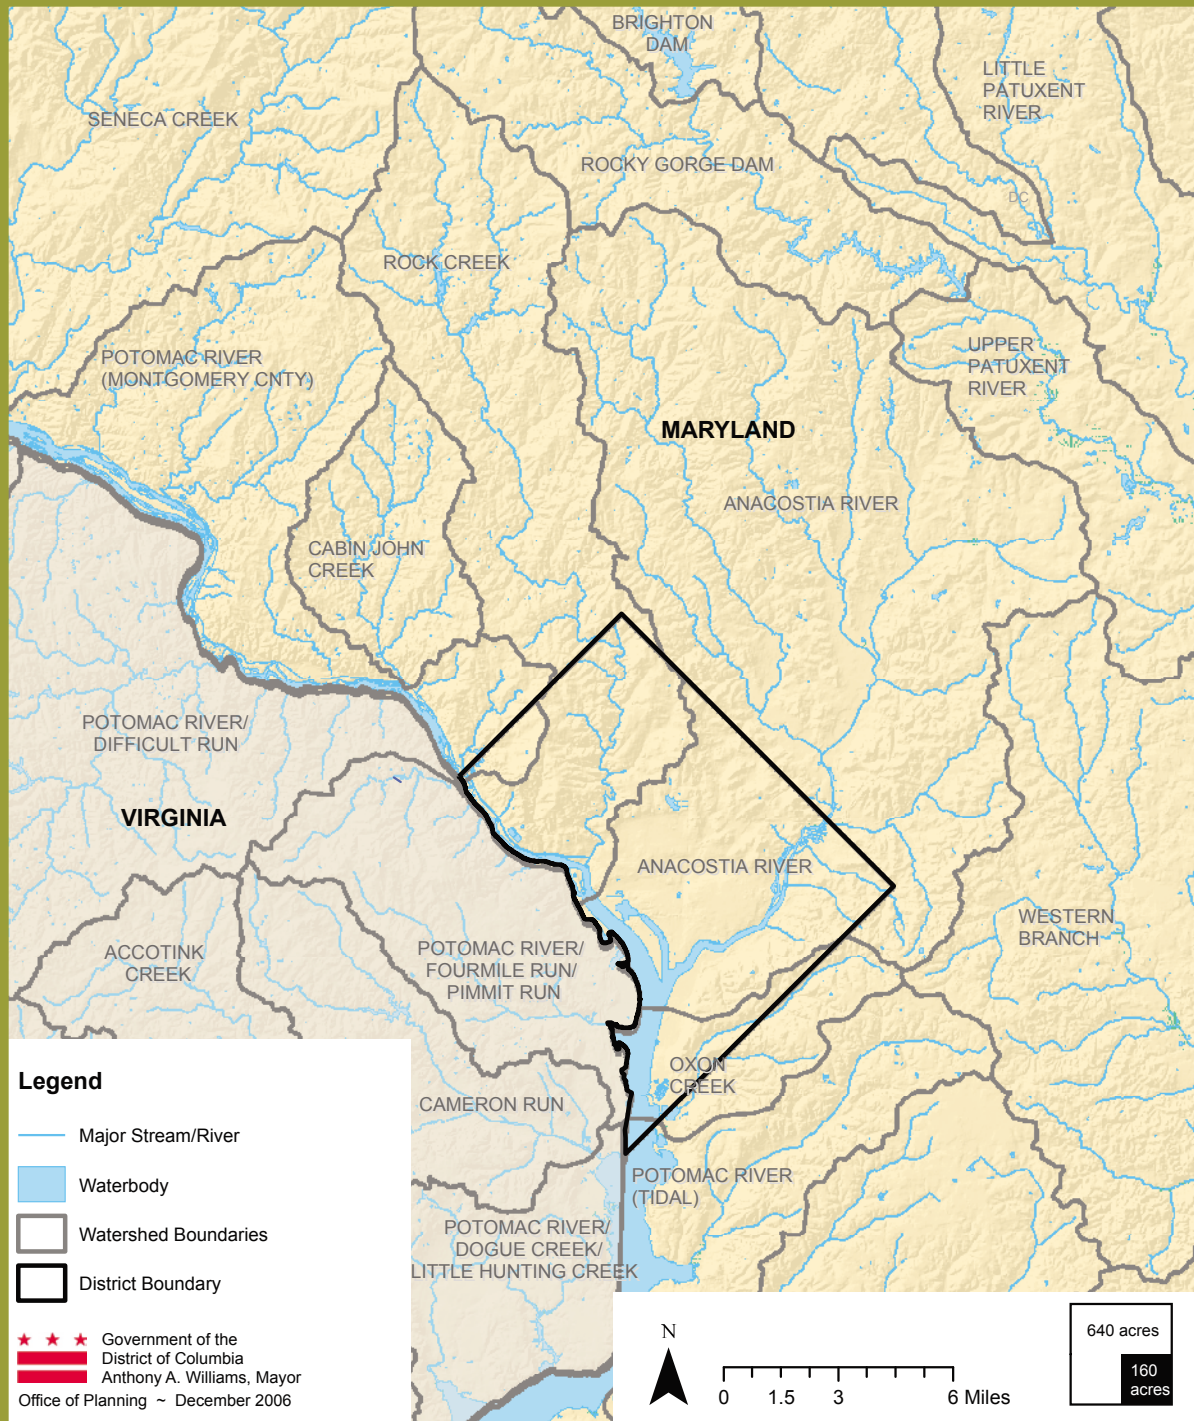 BRIGHTON
DAM
LITTLE
PATUXENT
RIVER
SENECA CREEK
ROCKY GORGE DAM
DC
ROCK CREEK
POTOMAC RIVER
(MONTGOMERY CNTY)
UPPER
PATUXENT
RIVER
MARYLAND
ANACOSTIA RIVER
CABIN JOHN
CREEK
POTOMAC RIVER/
DIFFICULT RUN
VIRGINIA
ANACOSTIA RIVER
WESTERN
BRANCH
ACCOTINK
CREEK
POTOMAC RIVER/
FOURMILE RUN/
PIMMIT RUN
OXON
CREEK
CAMERON RUN
POTOMAC RIVER
(TIDAL)
POTOMAC RIVER/
DOGUE CREEK/
LITTLE HUNTING CREEK
Legend
Major Stream/River
Waterbody
Watershed Boundaries
District Boundary
Government of the
District of Columbia
Anthony A. Williams, Mayor
Office of Planning ~ December 2006
N
0 1.5 3 6 Miles
640 acres
160
acres